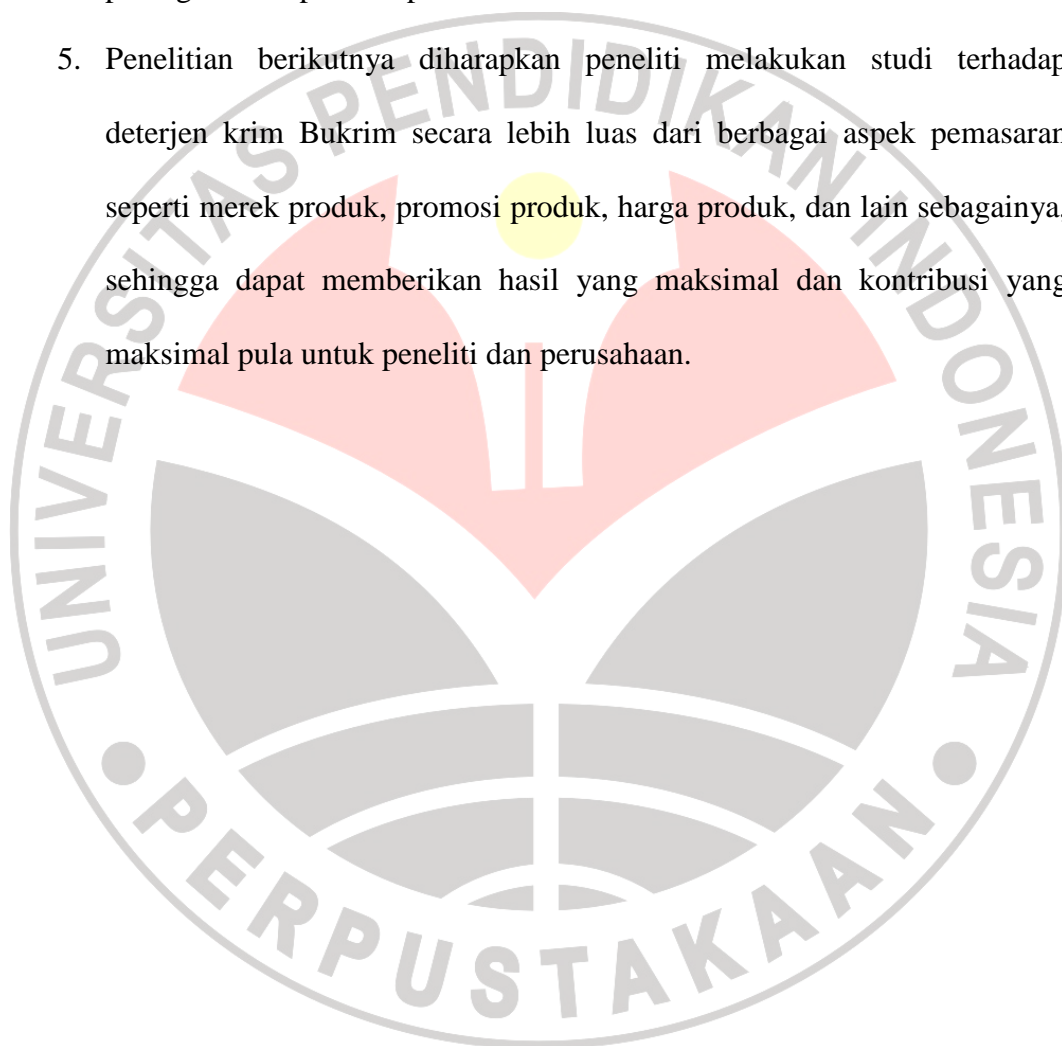 5. Penelitian berikutnya diharapkan peneliti melakukan studi terhadap
deterjen krim Bukrim secara lebih luas dari berbagai aspek pemasaran
seperti merek produk, promosi produk, harga produk, dan lain sebagainya,
sehingga dapat memberikan hasil yang maksimal dan kontribusi yang
maksimal pula untuk peneliti dan perusahaan.
UNIVERSITAS PENDIDIKAN INDONESIA
PERPUSTAKAAN